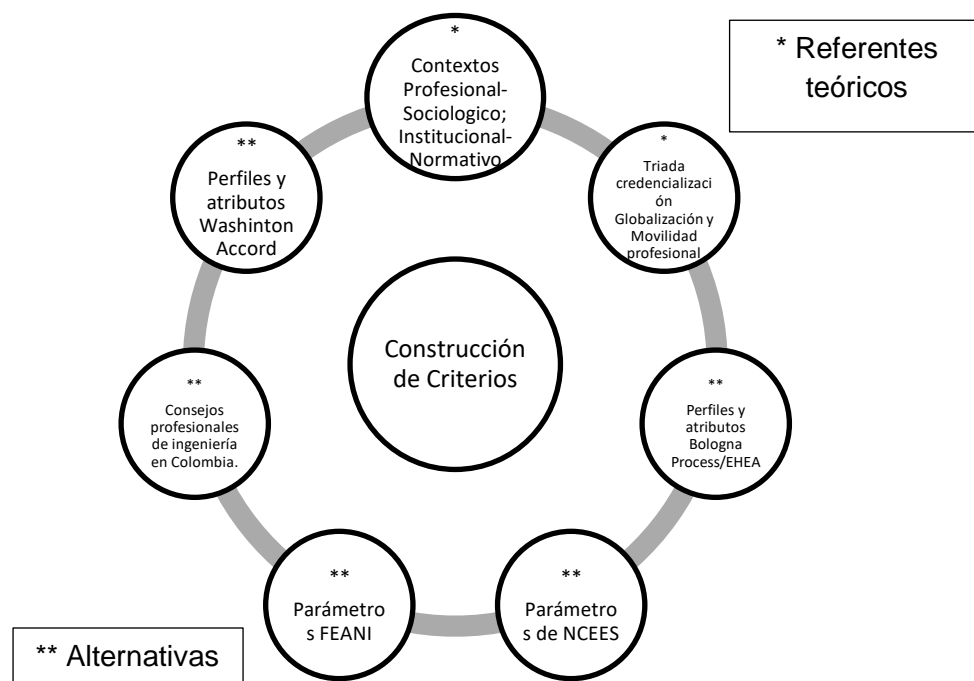 *
Contextos
Profesional-
Sociologico;
Institucional-
Normativo
* Referentes
teóricos
*
Triada
credencializaci
ón
Globalización y
Movilidad
profesional
**
Perfiles y
atributos
Bologna
Process/EHEA
**
Parámetro
s de NCEES
**
Parámetro
s FEANI
**
Consejos
profesionales
de ingeniería
en Colombia.
**
Perfiles y
atributos
Washinton
Accord
Construcción
de Criterios
** Alternativas